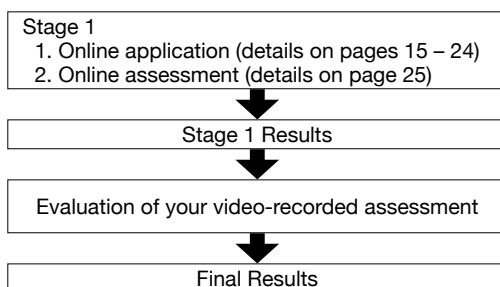 Stage 1
1. Online application (details on pages 15 – 24)
2. Online assessment (details on page 25)
Stage 1 Results
Evaluation of your video-recorded assessment
Final Results